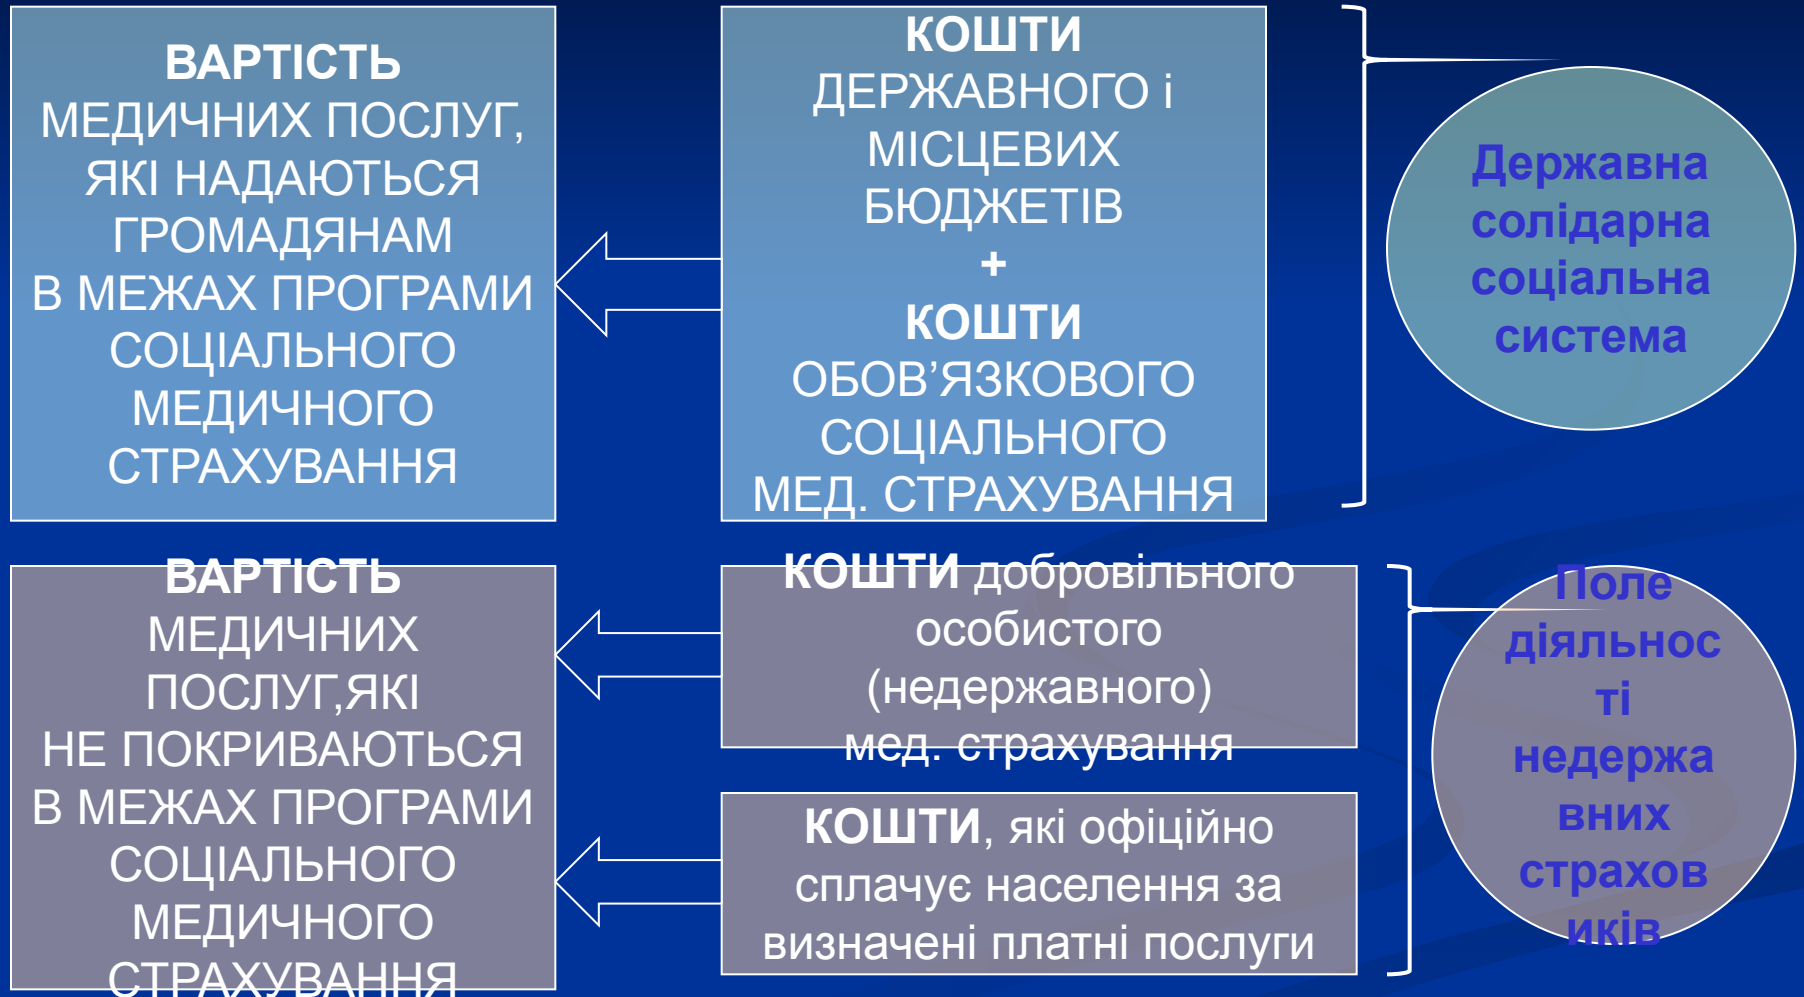 ВАРТІСТЬ
МЕДИЧНИХ ПОСЛУГ,
ЯКІ НАДАЮТЬСЯ
ГРОМАДЯНАМ
В МЕЖАХ ПРОГРАМИ
СОЦІАЛЬНОГО
МЕДИЧНОГО
СТРАХУВАННЯ
КОШТИ
ДЕРЖАВНОГО і
МІСЦЕВИХ
БЮДЖЕТІВ
+
КОШТИ
ОБОВ’ЯЗКОВОГО
СОЦІАЛЬНОГО
МЕД. СТРАХУВАННЯ
Державна
солідарна
соціальна
система
ВАРТІСТЬ
МЕДИЧНИХ
ПОСЛУГ,ЯКІ
НЕ ПОКРИВАЮТЬСЯ
В МЕЖАХ ПРОГРАМИ
СОЦІАЛЬНОГО
МЕДИЧНОГО
СТРАХУВАННЯ
КОШТИ добровільного
особистого
(недержавного)
мед. страхування
КОШТИ, які офіційно
сплачує населення за
визначені платні послуги
Поле
діяльнос
ті
недержа
вних
страхов
иків